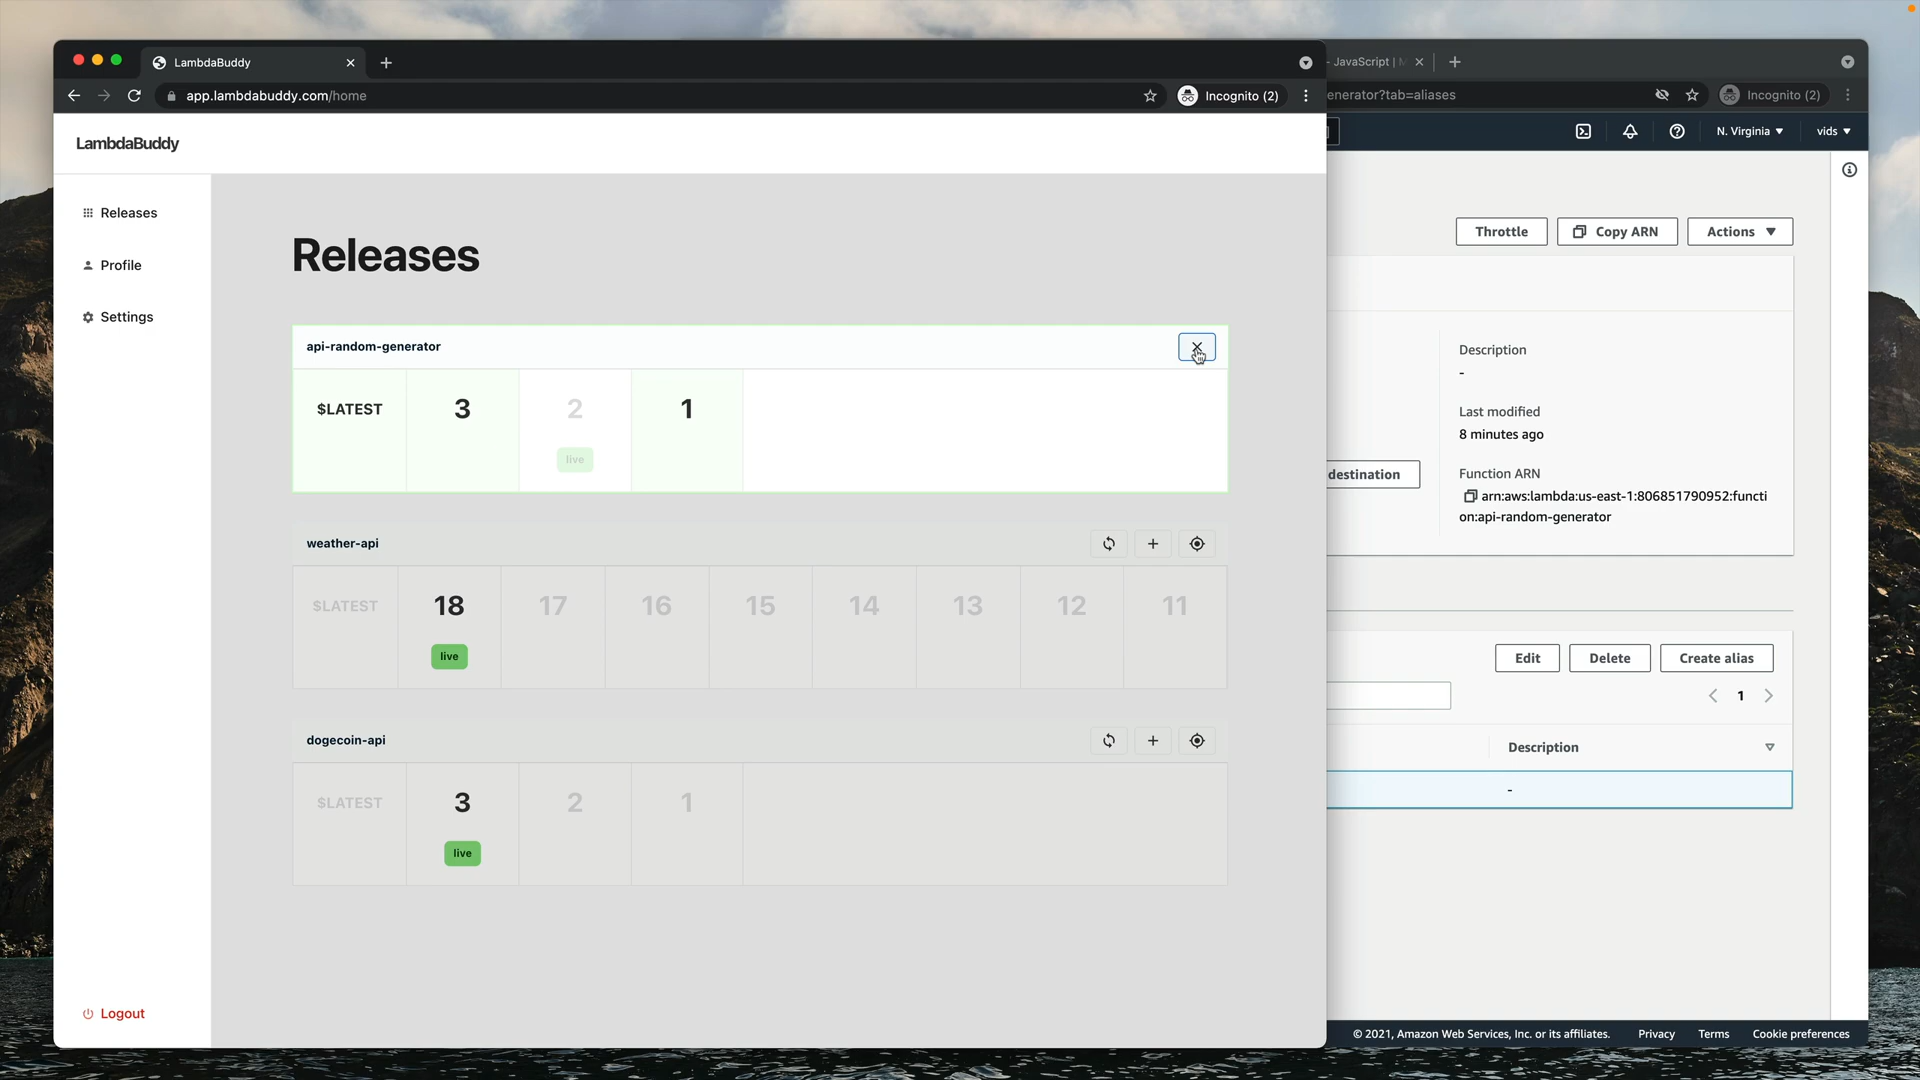 LambdaBuddy
- JavaScript |
app.lambdabuddy.com/home
Incognito (2)
enerator?tab=aliases
Incognito (2)
LambdaBuddy
N. Virginia
vids
Releases
Profile
Settings
Logout
Releases
api-random-generator
$LATEST
3
2
1
live
weather-api
$LATEST
18
17
16
15
14
13
12
11
live
dogecoin-api
$LATEST
3
2
1
live
Throttle
Copy ARN
Actions
Description
-
Last modified
8 minutes ago
destination
Function ARN
arn:aws:lambda:us-east-1:806851790952:functi
on:api-random-generator
Edit
Delete
Create alias
1
Description
-
© 2021, Amazon Web Services, Inc. or its affiliates.
Privacy
Terms
Cookie preferences